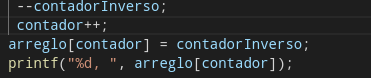 --contadorInverso;
contador++;
arreglo[contador] = contadorInverso;
printf("%d, ", arreglo[contador]);